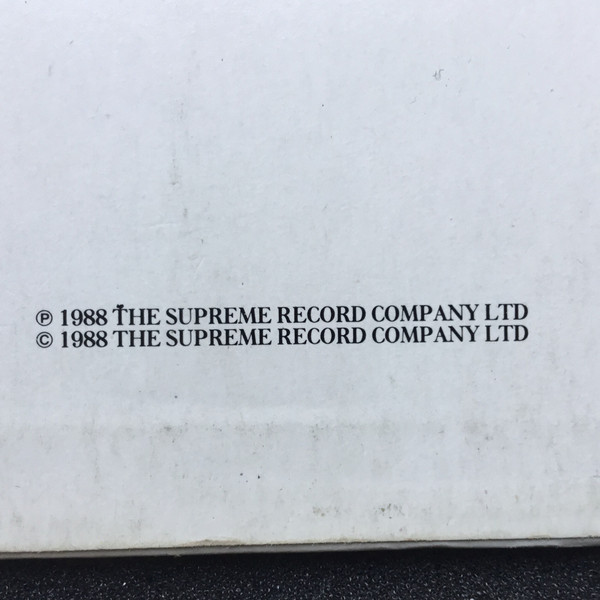 ℗ 1988 THE SUPREME RECORD COMPANY LTD
© 1988 THE SUPREME RECORD COMPANY LTD